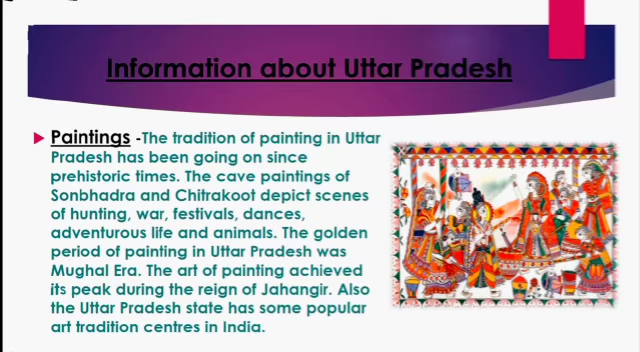 Information about Uttar Pradesh
Paintings -The tradition of painting in Uttar
Pradesh has been going on since
prehistoric times. The cave paintings of
Sonbhadra and Chitrakoot depict scenes
of hunting, war, festivals, dances,
adventurous life and animals. The golden
period of painting in Uttar Pradesh was
Mughal Era. The art of painting achieved
its peak during the reign of Jahangir. Also
the Uttar Pradesh state has some popular
art tradition centres in India.